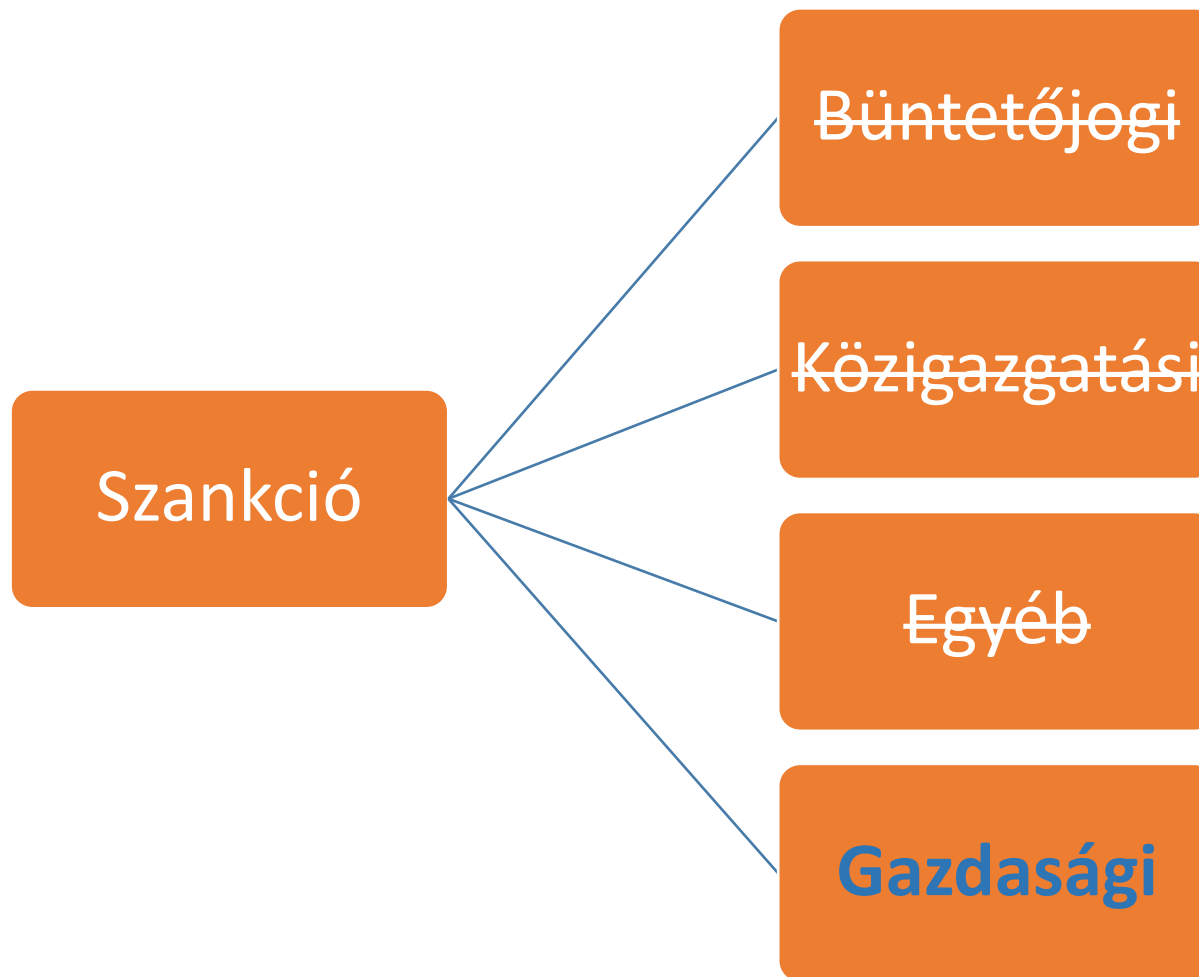 Szankció
Büntetőjogi
Közigazgatási
Egyéb
Gazdasági